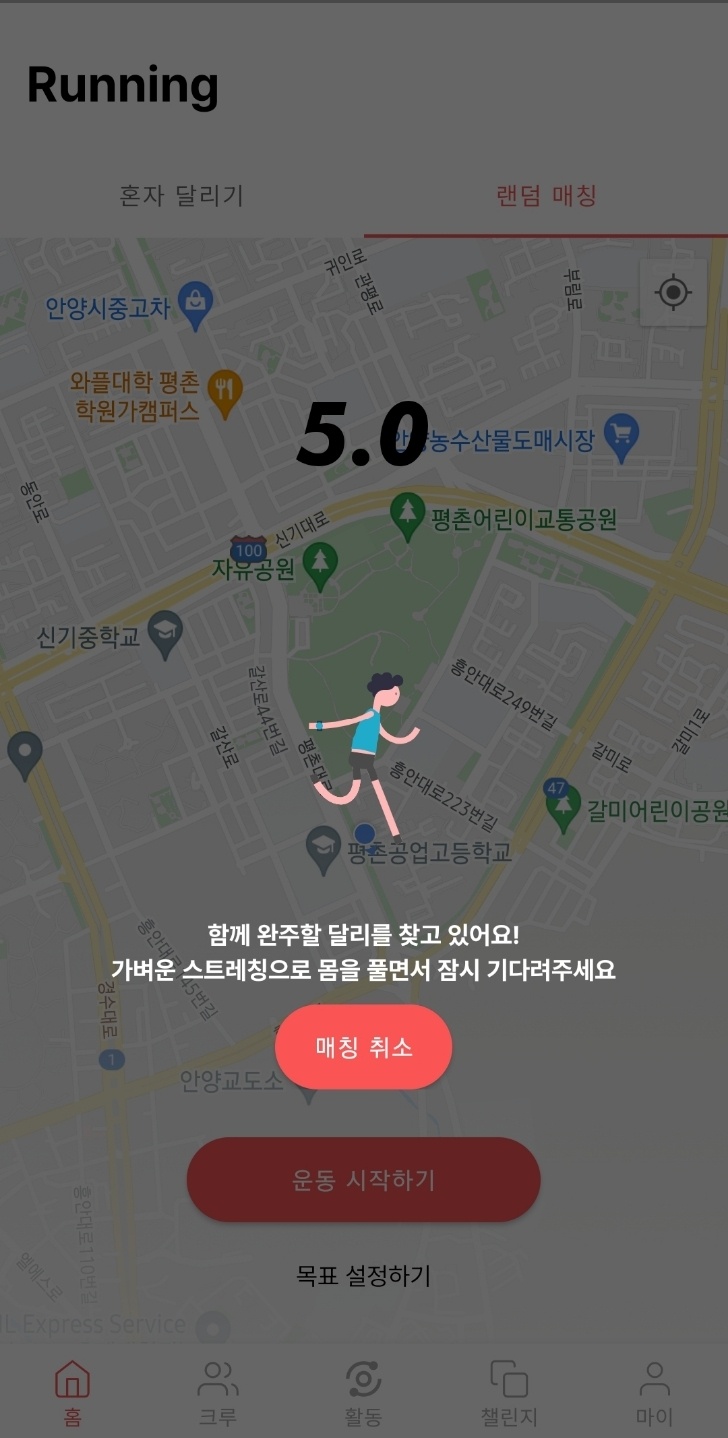 Running
혼자 달리기
랜덤 매칭
귀인로
관평로
부림로
안양시중고차
와플대학 평촌
학원가캠퍼스
5.0
안양농수산물도매시장
동안로
신기대로
평촌어린이교통공원
100
자유공원
신기중학교
갈산로44번길
흥안대로249번길
갈산로
평촌대로
갈미로
갈미1로
흥안대로223번길
47
갈미어린이공원
평촌공업고등학교
함께 완주할 달리를 찾고 있어요!
가벼운 스트레칭으로 몸을 풀면서 잠시 기다려주세요
경수대로
매칭 취소
1
안양교도소
운동 시작하기
흥안대로110번길
엘에스로
목표 설정하기
IL Express Service
홈
크루
활동
챌린지
마이